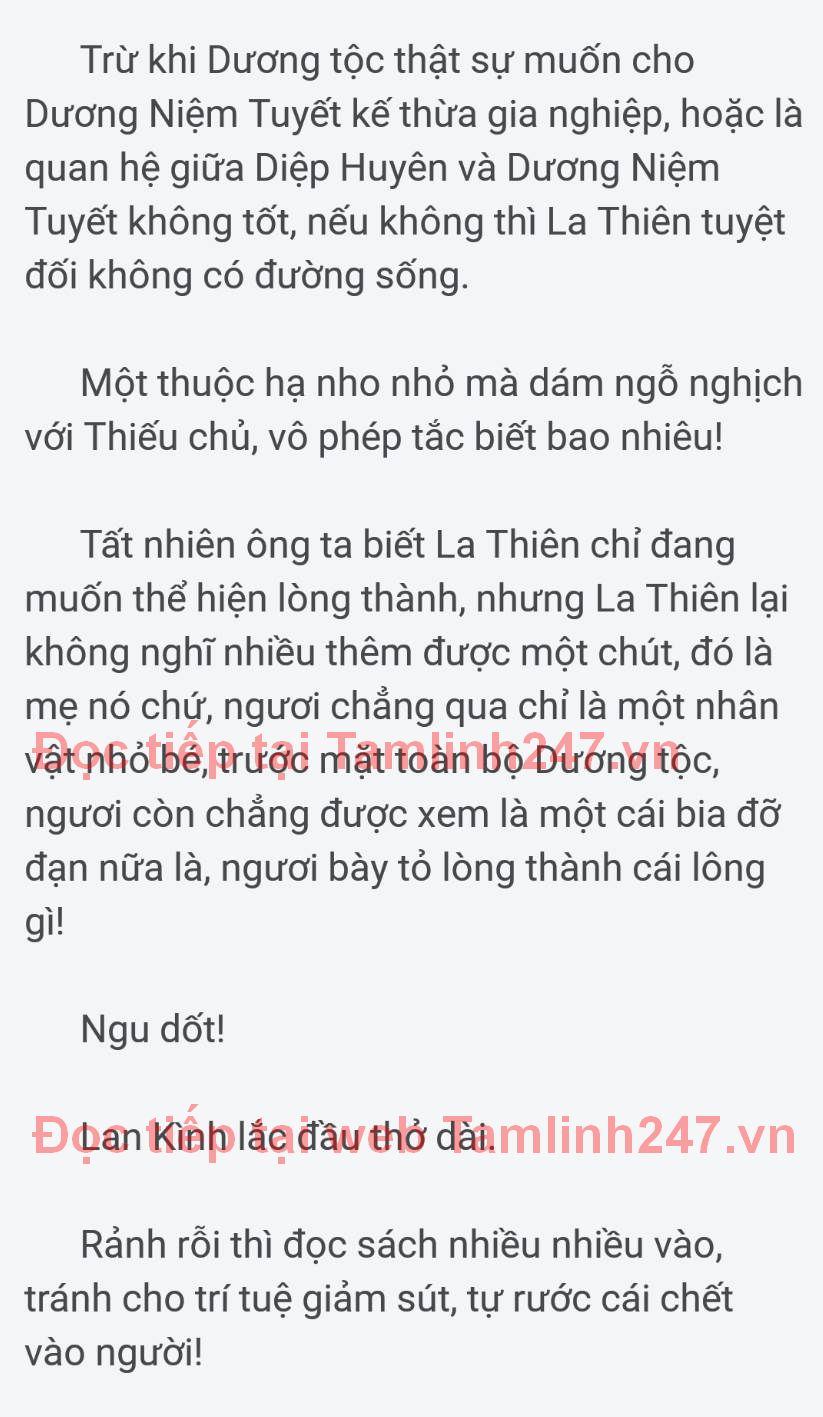 Trừ khi Dương tộc thật sự muốn cho
Dương Niệm Tuyết kế thừa gia nghiệp, hoặc là
quan hệ giữa Diệp Huyên và Dương Niệm
Tuyết không tốt, nếu không thì La Thiên tuyệt
đối không có đường sống.
Một thuộc hạ nho nhỏ mà dám ngỗ nghịch
với Thiếu chủ, vô phép tắc biết bao nhiêu!
Tất nhiên ông ta biết La Thiên chỉ đang
muốn thể hiện lòng thành, nhưng La Thiên lại
không nghĩ nhiều thêm được một chút, đó là
mẹ nó chứ, ngươi chẳng qua chỉ là một nhân
Đọc tiếp tại Tamlinh247.vn
vật nhỏ bé, trước mặt toàn bộ Dương tộc,
ngươi còn chẳng được xem là một cái bia đỡ
đạn nữa là, ngươi bày tỏ lòng thành cái lông
gì!
Ngu dốt!
Đọc tiếp tại web Tamlinh247.vn
Lan Kình lắc đầu thở dài.
Rảnh rỗi thì đọc sách nhiều nhiều vào,
tránh cho trí tuệ giảm sút, tự rước cái chết
vào người!